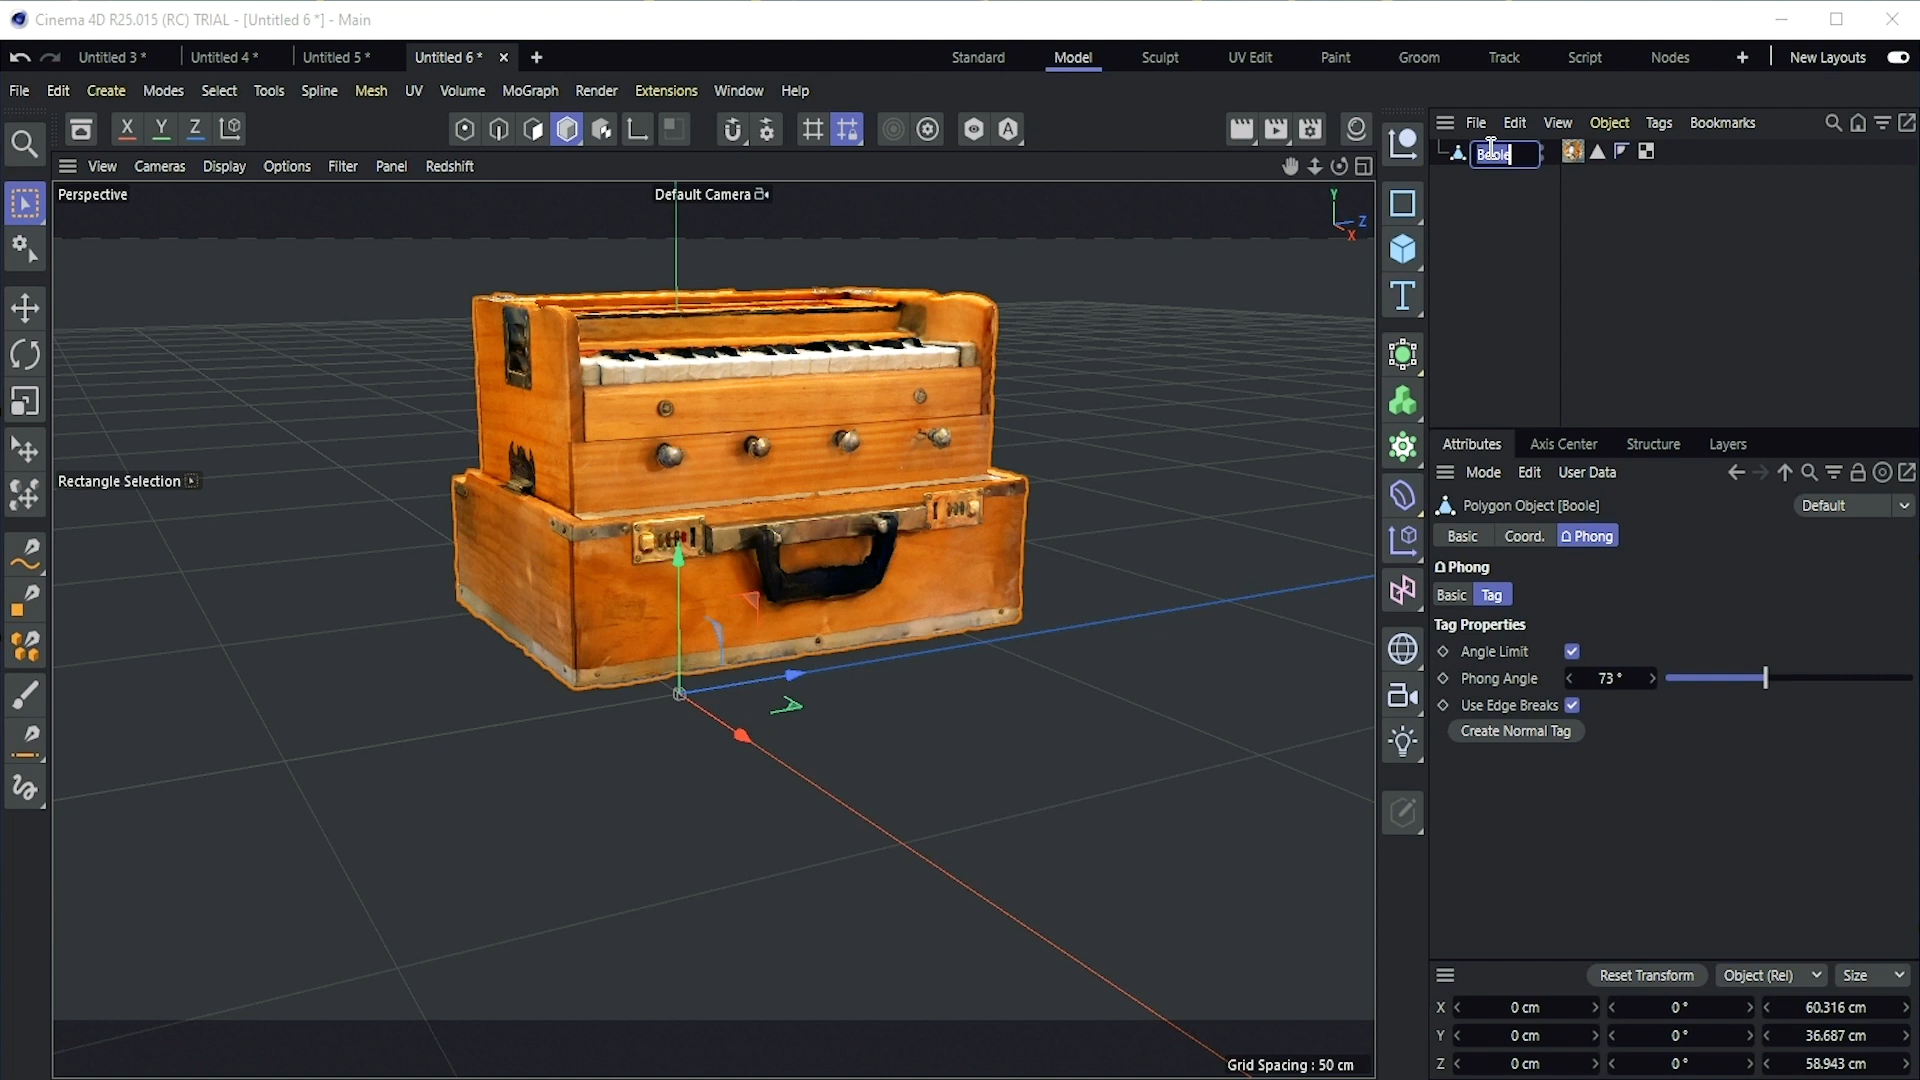 Cinema 4D R25.015 (RC) TRIAL - [Untitled 6 *] - Main
Untitled 3 * Untitled 4 * Untitled 5 * Untitled 6 * Standard Model Sculpt UV Edit Paint Groom Track Script Nodes New Layouts
File Edit Create Modes Select Tools Spline Mesh UV Volume MoGraph Render Extensions Window Help
X Y Z A
File Edit View Object Tags Bookmarks
View Cameras Display Options Filter Panel Redshift
Boole
Perspective
Default Camera
Y
Z
X
T
Rectangle Selection
Attributes Axis Center Structure Layers
Mode Edit User Data
Polygon Object [Boole] Default
Basic Coord. Phong
Phong
Basic Tag
Tag Properties
Angle Limit
Phong Angle 73 °
Use Edge Breaks
Create Normal Tag
Reset Transform Object (Rel) Size
X 0 cm 0 ° 60.316 cm
Y 0 cm 0 ° 36.687 cm
Z 0 cm 0 ° 58.943 cm
Grid Spacing : 50 cm